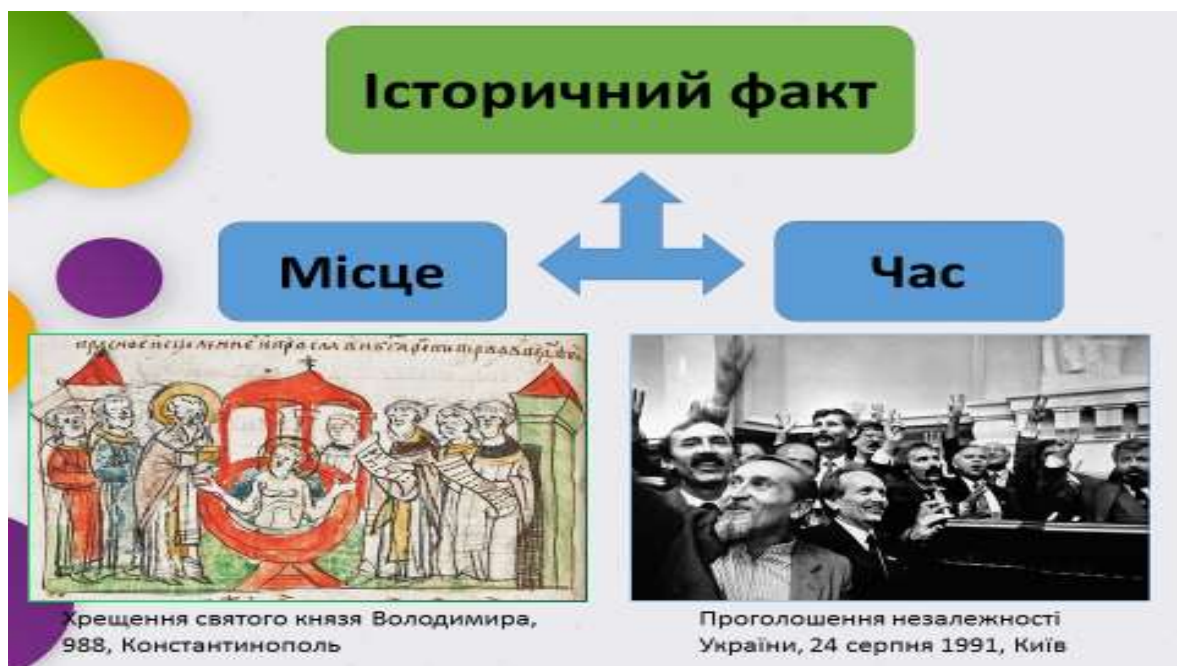 Історичний факт
Місце
Час
Хрещення святого князя Володимира,
988, Константинополь
Проголошення незалежності
України, 24 серпня 1991, Київ